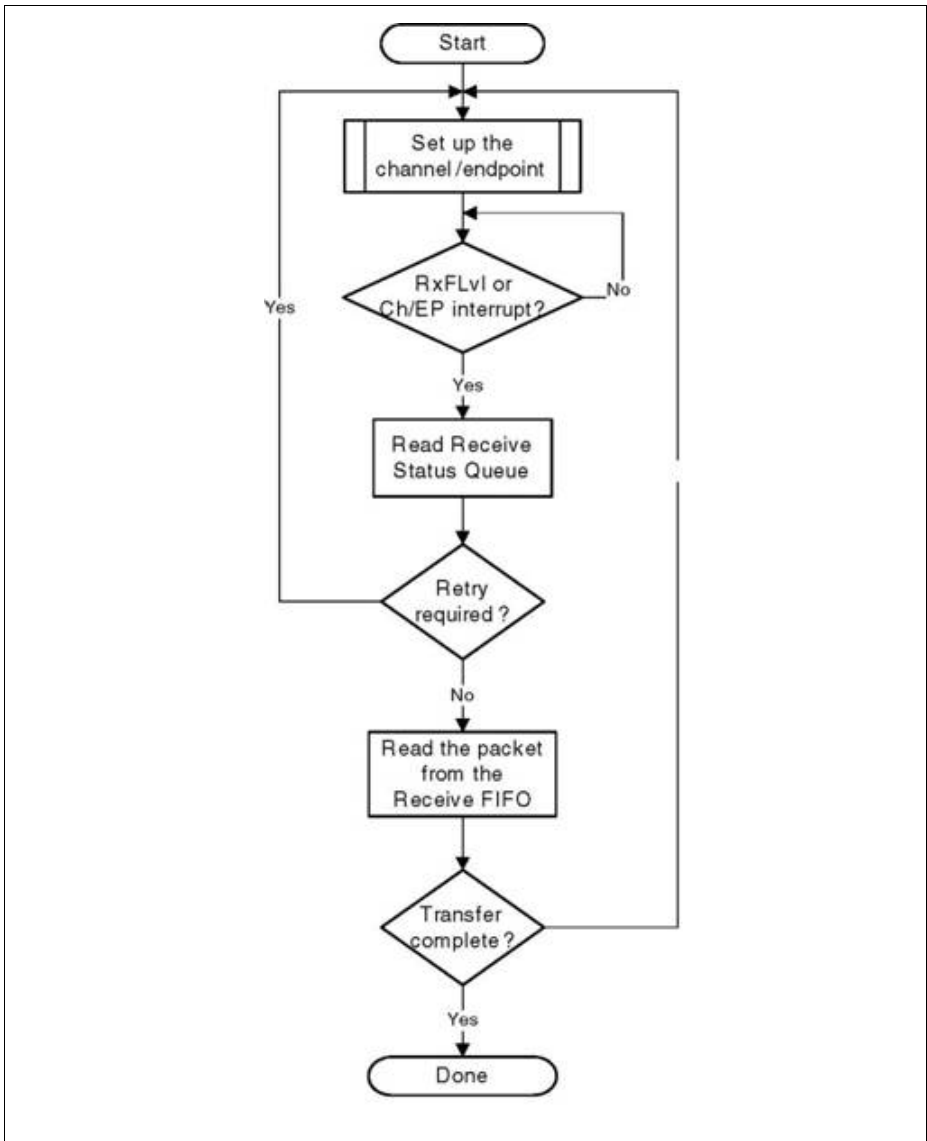 Start
Set up the
channel/endpoint
RxFLvl or
Ch/EP interrupt?
No
Yes
Yes
Read Receive
Status Queue
Retry
required ?
No
Read the packet
from the
Receive FIFO
Transfer
complete ?
Yes
Done